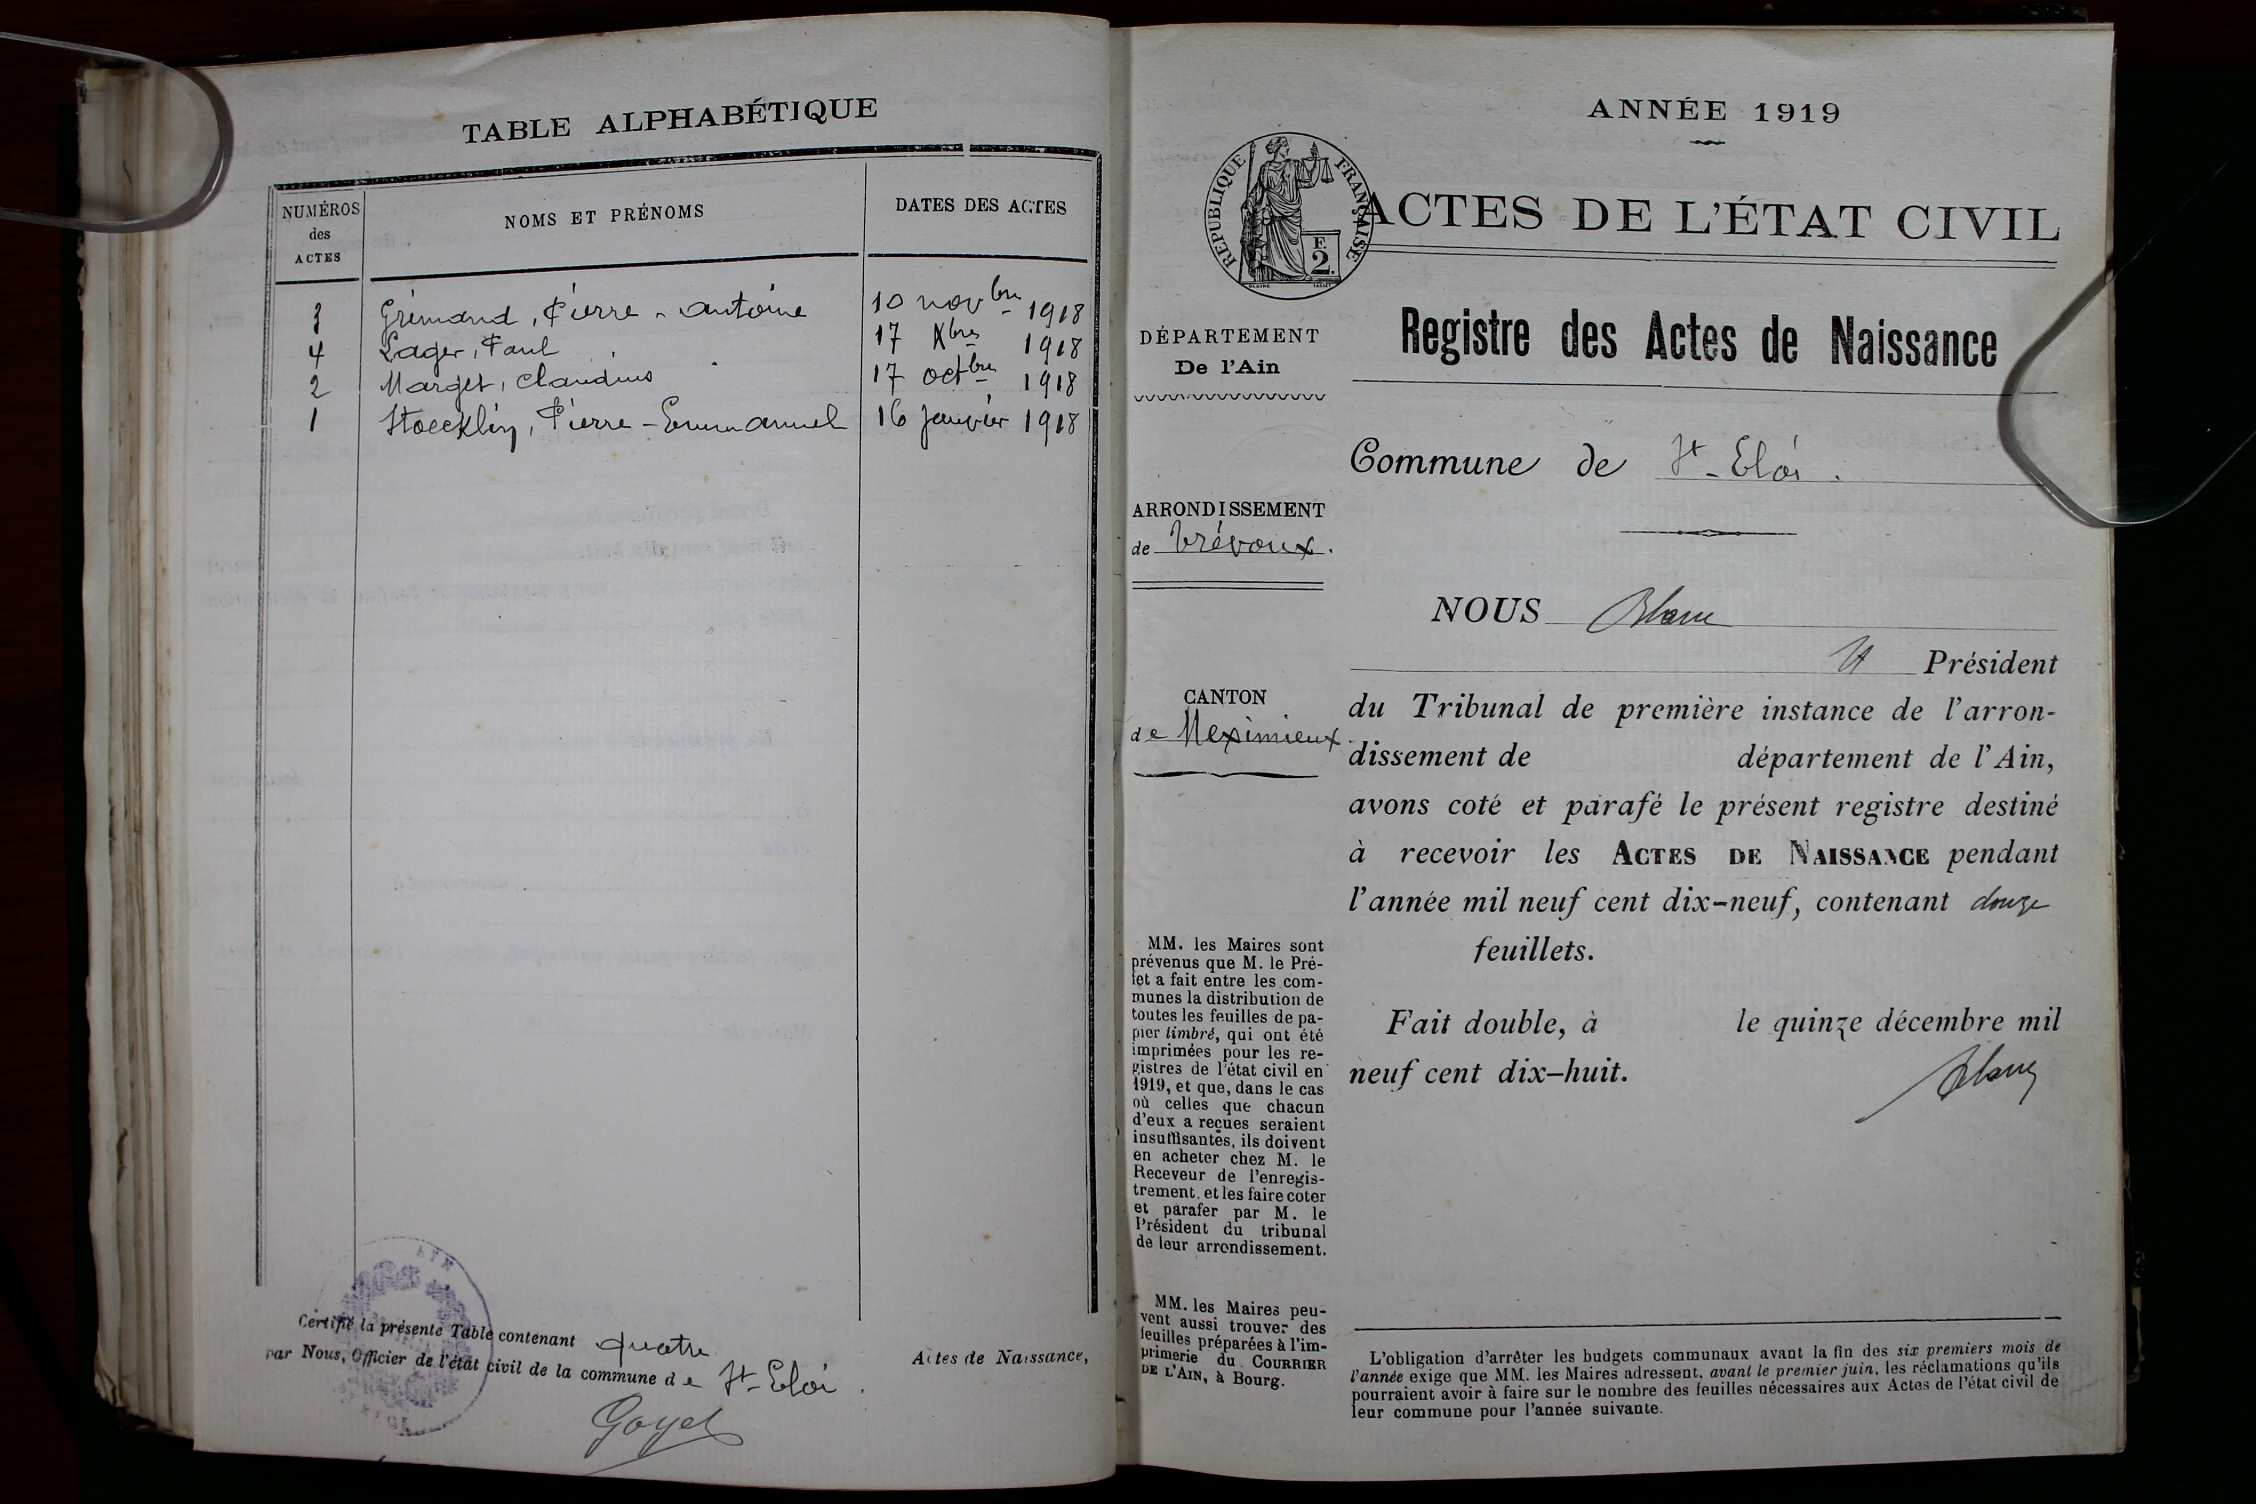 TABLE ALPHABÉTIQUE
NUMÉROS
des
ACTES
NOMS ET PRÉNOMS
DATES DES ACTES
3 Grimand, Pierre-Antoine 10 novbre 1918
4 Lager, Paul 17 Xbre 1918
2 Marget, Claudius 17 octbre 1918
1 Stoecklin, Pierre-Emmanuel 16 janvier 1918
Certifié la présente Table contenant quatre Actes de Naissance,
par Nous, Officier de l'état civil de la commune de St-Eloi.
Goyet
ANNÉE 1919
RÉPUBLIQUE FRANÇAISE
F.
2.
ACTES DE L'ÉTAT CIVIL
DÉPARTEMENT
De l'Ain
ARRONDISSEMENT
de Trévoux.
CANTON
de Meximieux
MM. les Maires sont
prévenus que M. le Pré-
fet a fait entre les com-
munes la distribution de
toutes les feuilles de pa-
pier timbré, qui ont été
imprimées pour les re-
gistres de l'état civil en
1919, et que, dans le cas
où celles que chacun
d'eux a reçues seraient
insuffisantes, ils doivent
en acheter chez M. le
Receveur de l'enregis-
trement, et les faire coter
et parafer par M. le
Président du tribunal
de leur arrondissement.
MM. les Maires peu-
vent aussi trouver des
feuilles préparées à l'im-
primerie du COURRIER
DE L'AIN, à Bourg.
Registre des Actes de Naissance
Commune de St-Eloi.
NOUS Blanc
Président
du Tribunal de première instance de l'arron-
dissement de département de l'Ain,
avons coté et parafé le présent registre destiné
à recevoir les ACTES DE NAISSANCE pendant
l'année mil neuf cent dix-neuf, contenant douze
feuillets.
Fait double, à le quinze décembre mil
neuf cent dix-huit.
Blanc
L'obligation d'arrêter les budgets communaux avant la fin des six premiers mois de
l'année exige que MM. les Maires adressent, avant le premier juin, les réclamations qu'ils
pourraient avoir à faire sur le nombre des feuilles nécessaires aux Actes de l'état civil de
leur commune pour l'année suivante.